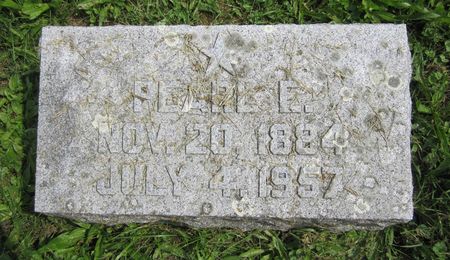 PEARL E.
NOV. 20, 1884
JULY 4, 1957